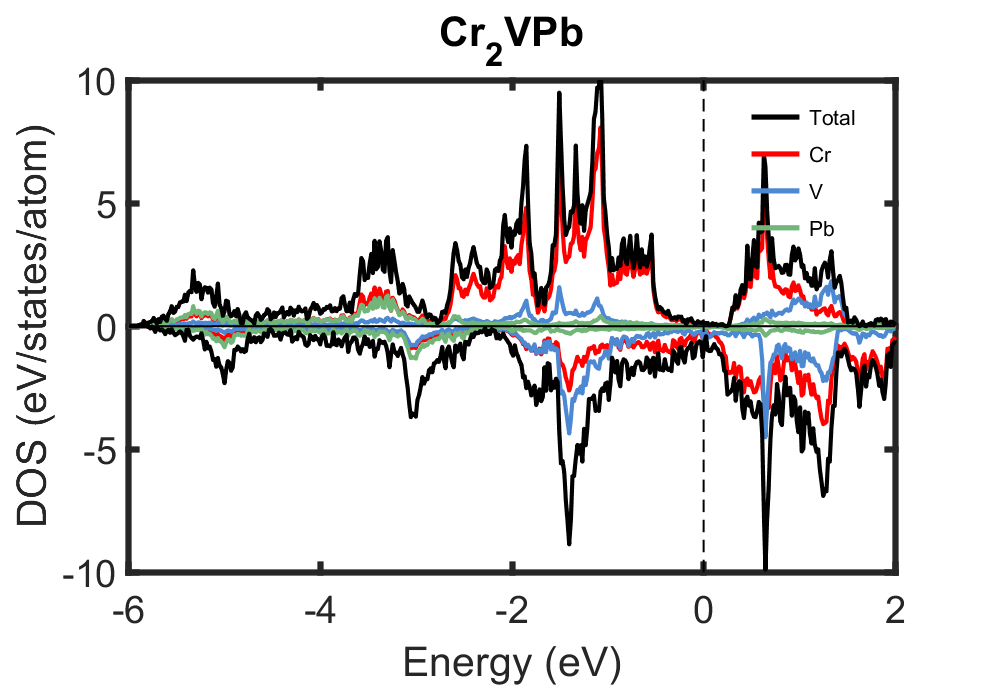 Cr2VPb
DOS (eV/states/atom)
10
5
0
-5
-10
Total
Cr
V
Pb
-6 -4 -2 0 2
Energy (eV)